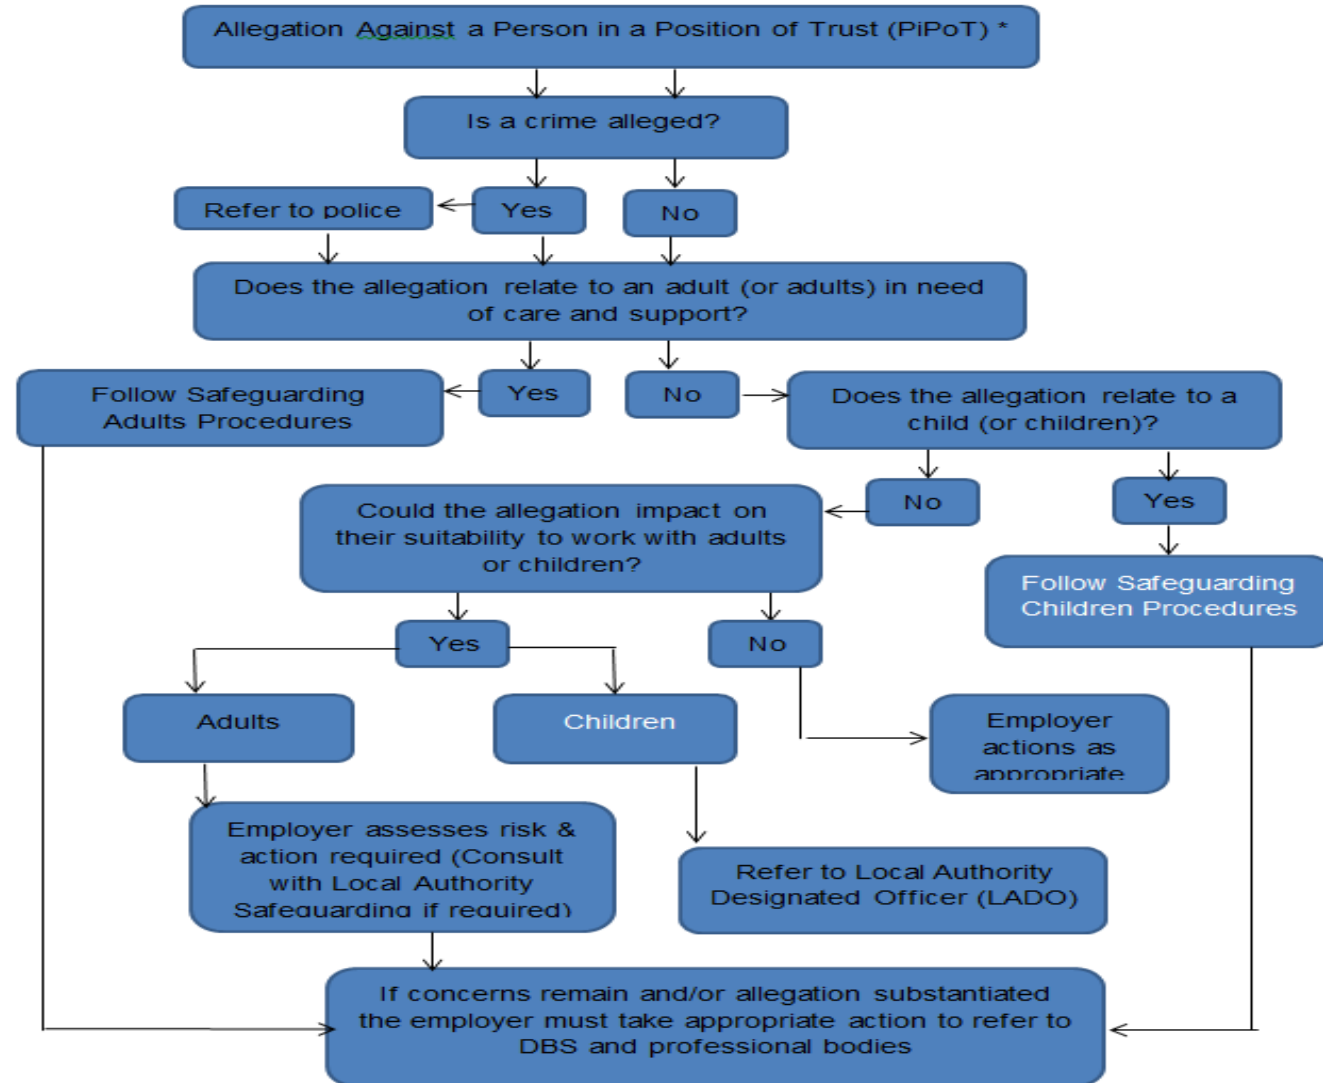 Allegation Against a Person in a Position of Trust (PiPoT) *
Is a crime alleged?
Refer to police
Yes
No
Does the allegation relate to an adult (or adults) in need
of care and support?
Follow Safeguarding
Adults Procedures
Yes
No
Does the allegation relate to a
child (or children)?
No
Yes
Could the allegation impact on
their suitability to work with adults
or children?
Follow Safeguarding
Children Procedures
Yes
No
Adults
Children
Employer
actions as
appropriate
Employer assesses risk &
action required (Consult
with Local Authority
Safeguarding if required)
Refer to Local Authority
Designated Officer (LADO)
If concerns remain and/or allegation substantiated
the employer must take appropriate action to refer to
DBS and professional bodies